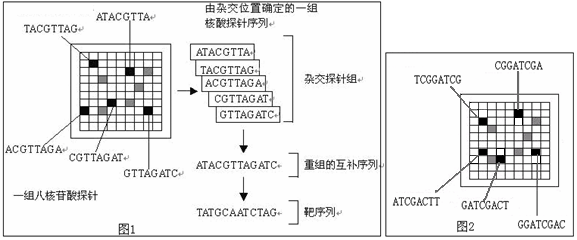 ATACGTTA
TACGTTAG
ACGTTAGA
CGTTAGAT
GTTAGATC
一组八核苷酸探针
图1
由杂交位置确定的一组
核酸探针序列
ATACGTTA
TACGTTAG
ACGTTAGA
CGTTAGAT
GTTAGATC
杂交探针组
ATACGTTAGATC
重组的互补序列
TATGCAATCTAG
靶序列
CGGATCGA
TCGGATCG
ATCGACTT
GATCGACT
GGATCGAC
图2